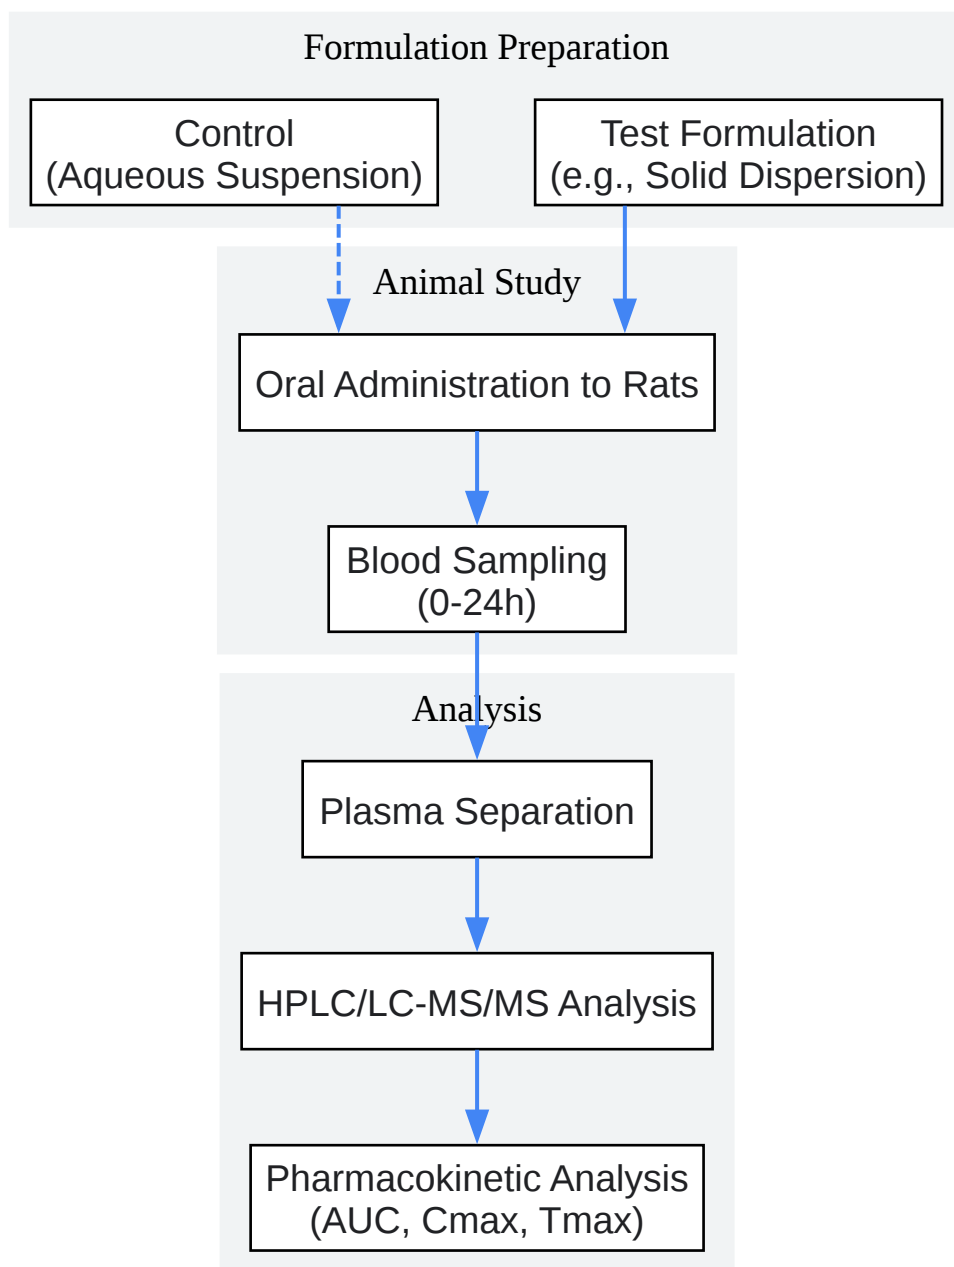 Formulation Preparation
Control
(Aqueous Suspension)
Test Formulation
(e.g., Solid Dispersion)
Animal Study
Oral Administration to Rats
Blood Sampling
(0-24h)
Analysis
Plasma Separation
HPLC/LC-MS/MS Analysis
Pharmacokinetic Analysis
(AUC, Cmax, Tmax)